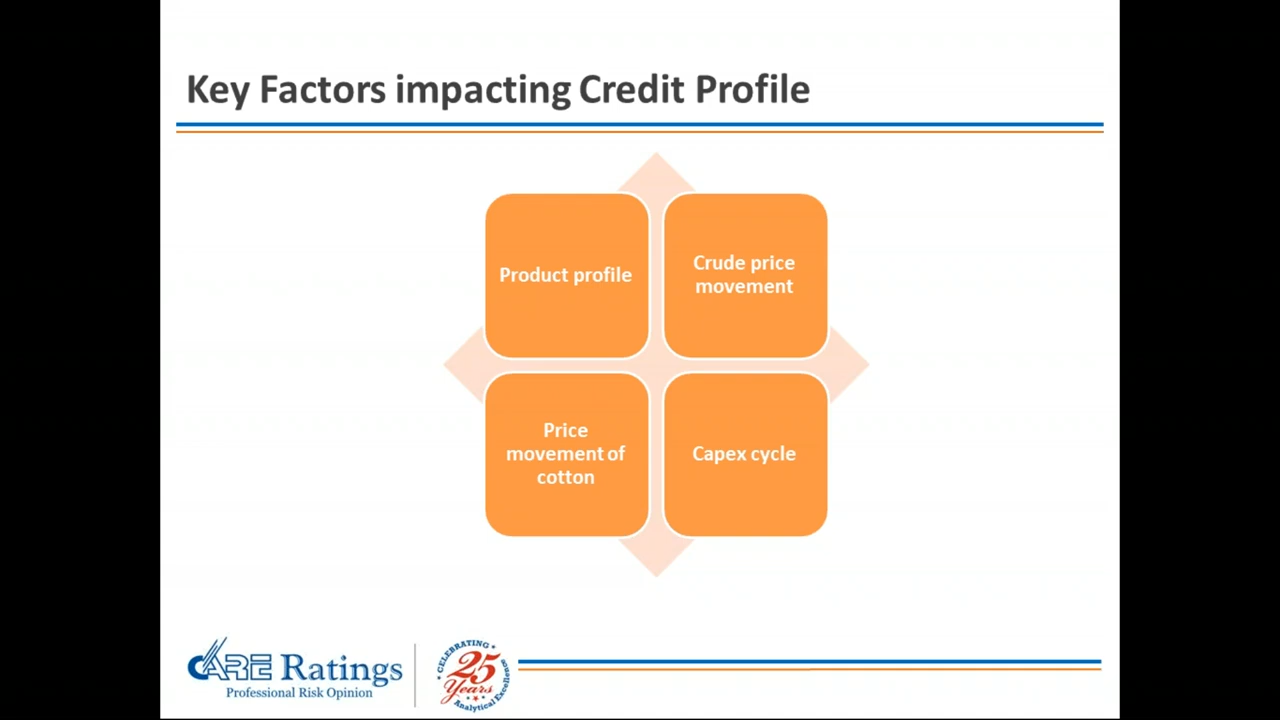 Key Factors impacting Credit Profile
Product profile
Crude price
movement
Price
movement of
cotton
Capex cycle
CARE Ratings
Professional Risk Opinion
CELEBRATING
25
Years
Analytical Excellence